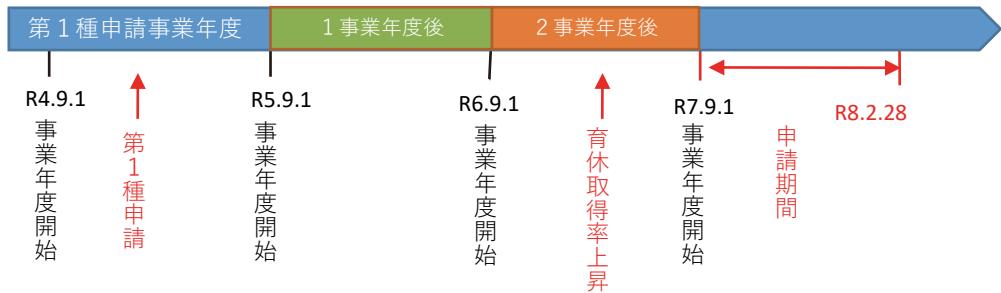 第1種申請事業年度
1事業年度後
2事業年度後
R4.9.1
R5.9.1
R6.9.1
R7.9.1
R8.2.28
事業年度開始
第1種申請
事業年度開始
事業年度開始
育休取得率上昇
事業年度開始
申請期間